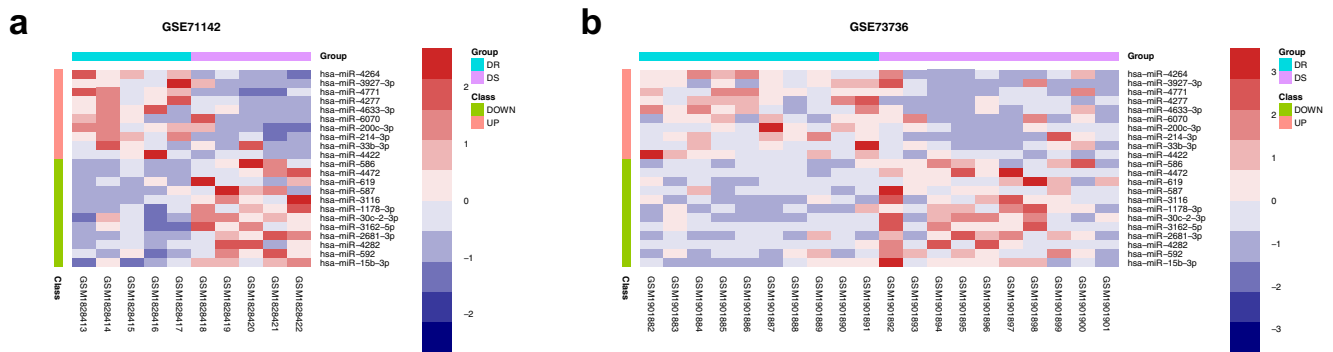 a
GSE71142
Group
hsa-miR-4264
hsa-miR-3927-3p
hsa-miR-4771
hsa-miR-4277
hsa-miR-4633-3p
hsa-miR-6070
hsa-miR-200c-3p
hsa-miR-214-3p
hsa-miR-33b-3p
hsa-miR-4422
hsa-miR-586
hsa-miR-4472
hsa-miR-619
hsa-miR-587
hsa-miR-3116
hsa-miR-1178-3p
hsa-miR-30c-2-3p
hsa-miR-3162-5p
hsa-miR-2681-3p
hsa-miR-4282
hsa-miR-592
hsa-miR-15b-3p
Class
GSM1828413
GSM1828414
GSM1828415
GSM1828416
GSM1828417
GSM1828418
GSM1828419
GSM1828420
GSM1828421
GSM1828422
2
1
0
−1
−2
Group
DR
DS
Class
DOWN
UP
b
GSE73736
Group
hsa-miR-4264
hsa-miR-3927-3p
hsa-miR-4771
hsa-miR-4277
hsa-miR-4633-3p
hsa-miR-6070
hsa-miR-200c-3p
hsa-miR-214-3p
hsa-miR-33b-3p
hsa-miR-4422
hsa-miR-586
hsa-miR-4472
hsa-miR-619
hsa-miR-587
hsa-miR-3116
hsa-miR-1178-3p
hsa-miR-30c-2-3p
hsa-miR-3162-5p
hsa-miR-2681-3p
hsa-miR-4282
hsa-miR-592
hsa-miR-15b-3p
Class
GSM1901882
GSM1901883
GSM1901884
GSM1901885
GSM1901886
GSM1901887
GSM1901888
GSM1901889
GSM1901890
GSM1901891
GSM1901892
GSM1901893
GSM1901894
GSM1901895
GSM1901896
GSM1901897
GSM1901898
GSM1901899
GSM1901900
GSM1901901
3
2
1
0
−1
−2
−3
Group
DR
DS
Class
DOWN
UP